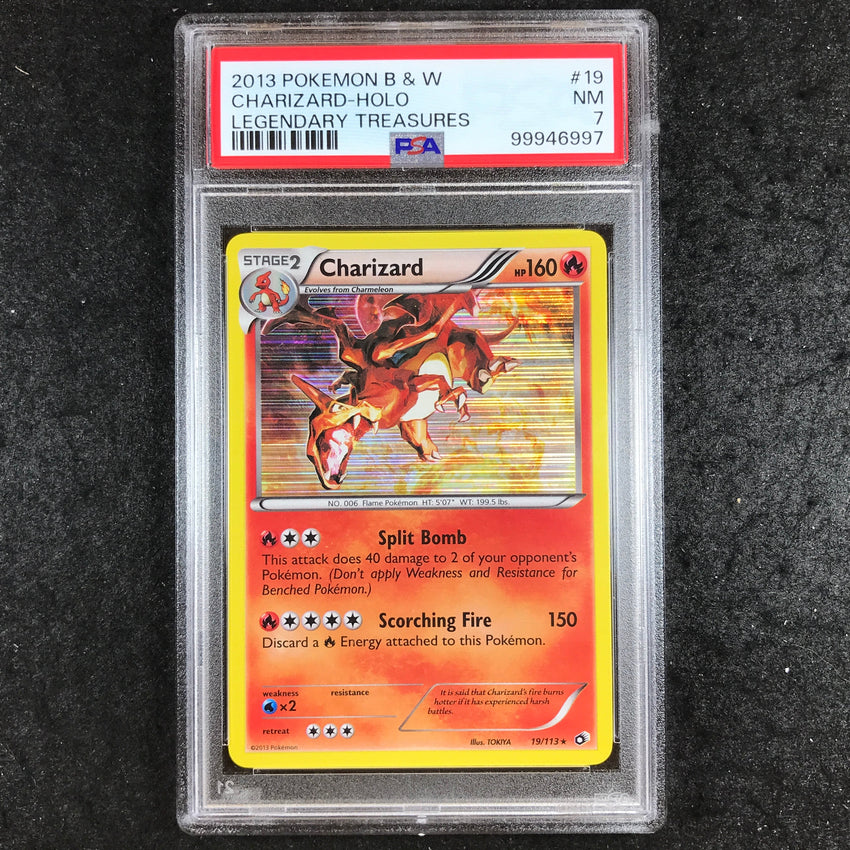 2013 POKEMON B & W #19
CHARIZARD-HOLO NM
LEGENDARY TREASURES 7
PSA 99946997
STAGE2 Charizard HP160
Evolves from Charmeleon
NO. 006 Flame Pokémon HT: 5'07" WT: 199.5 lbs.
Split Bomb
This attack does 40 damage to 2 of your opponent's
Pokémon. (Don't apply Weakness and Resistance for
Benched Pokémon.)
Scorching Fire 150
Discard a Energy attached to this Pokémon.
weakness resistance
×2
It is said that Charizard's fire burns
hotter if it has experienced harsh
battles.
retreat
©2013 Pokémon Illus. TOKIYA 19/113 ★